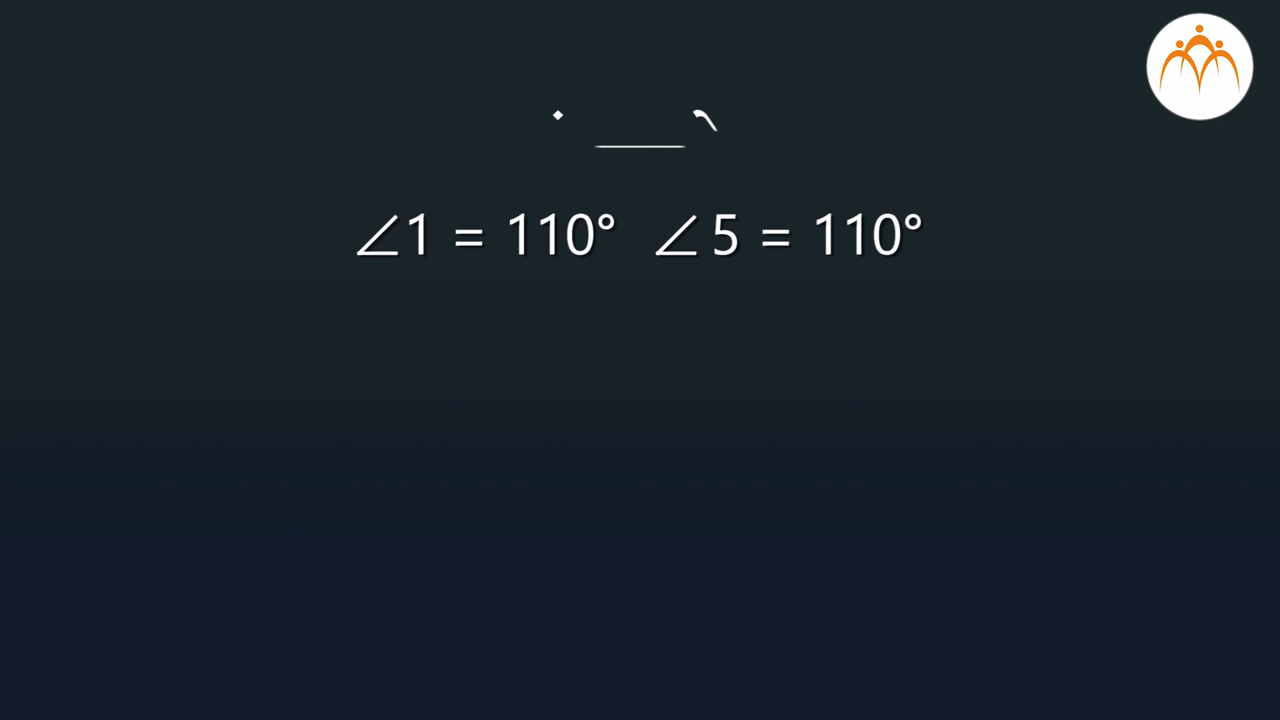 ∠1 = 110° ∠5 = 110°